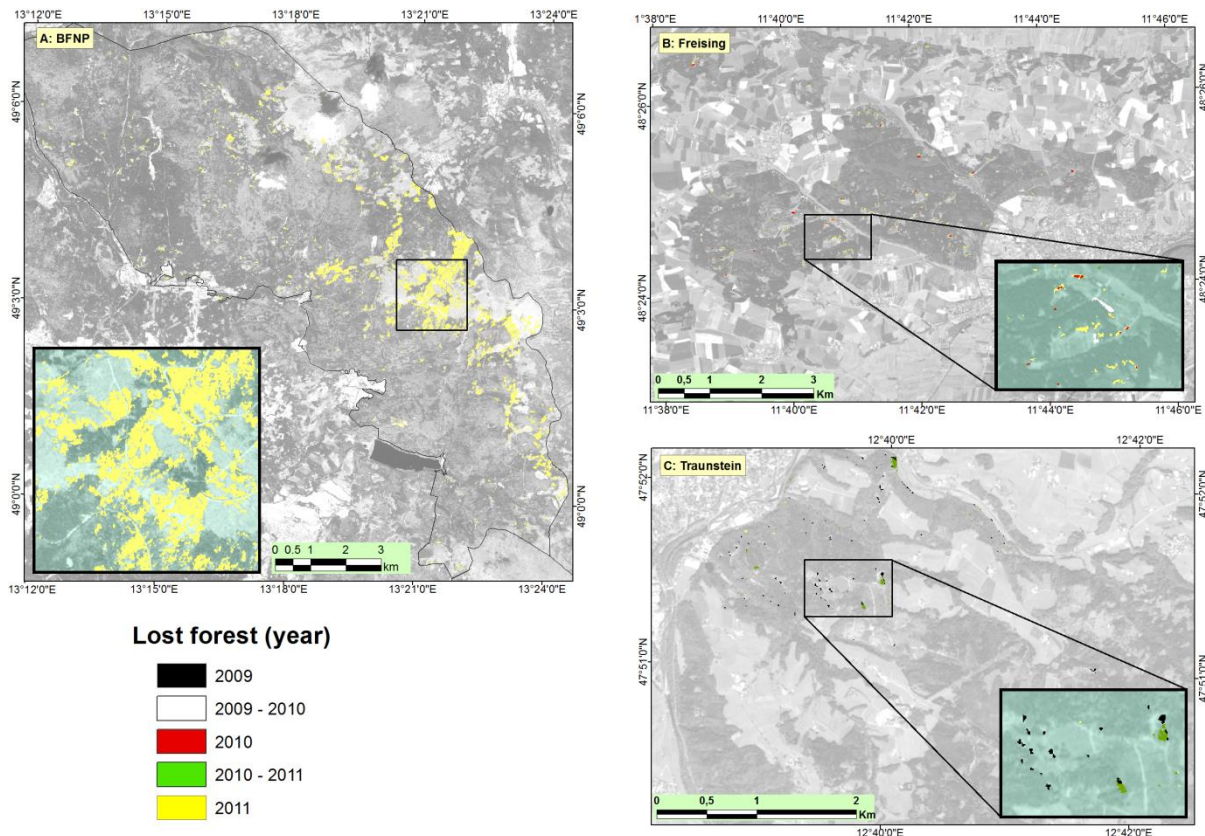 13°12'0"E 13°15'0"E 13°18'0"E 13°21'0"E 13°24'0"E
A: BFNP
49°6'0"N
49°6'0"N
49°3'0"N
49°3'0"N
49°0'0"N
49°0'0"N
0 0.5 1 2 3
km
13°12'0"E 13°15'0"E 13°18'0"E 13°21'0"E 13°24'0"E
1°38'0"E 11°40'0"E 11°42'0"E 11°44'0"E 11°46'0"E
B: Freising
48°26'0"N
48°26'0"N
48°24'0"N
48°24'0"N
0 0,5 1 2 3
Km
11°38'0"E 11°40'0"E 11°42'0"E 11°44'0"E 11°46'0"E
12°40'0"E 12°42'0"E
C: Traunstein
47°52'0"N
47°52'0"N
47°51'0"N
47°51'0"N
0 0,5 1 2
Km
12°40'0"E 12°42'0"E
Lost forest (year)
2009
2009 - 2010
2010
2010 - 2011
2011